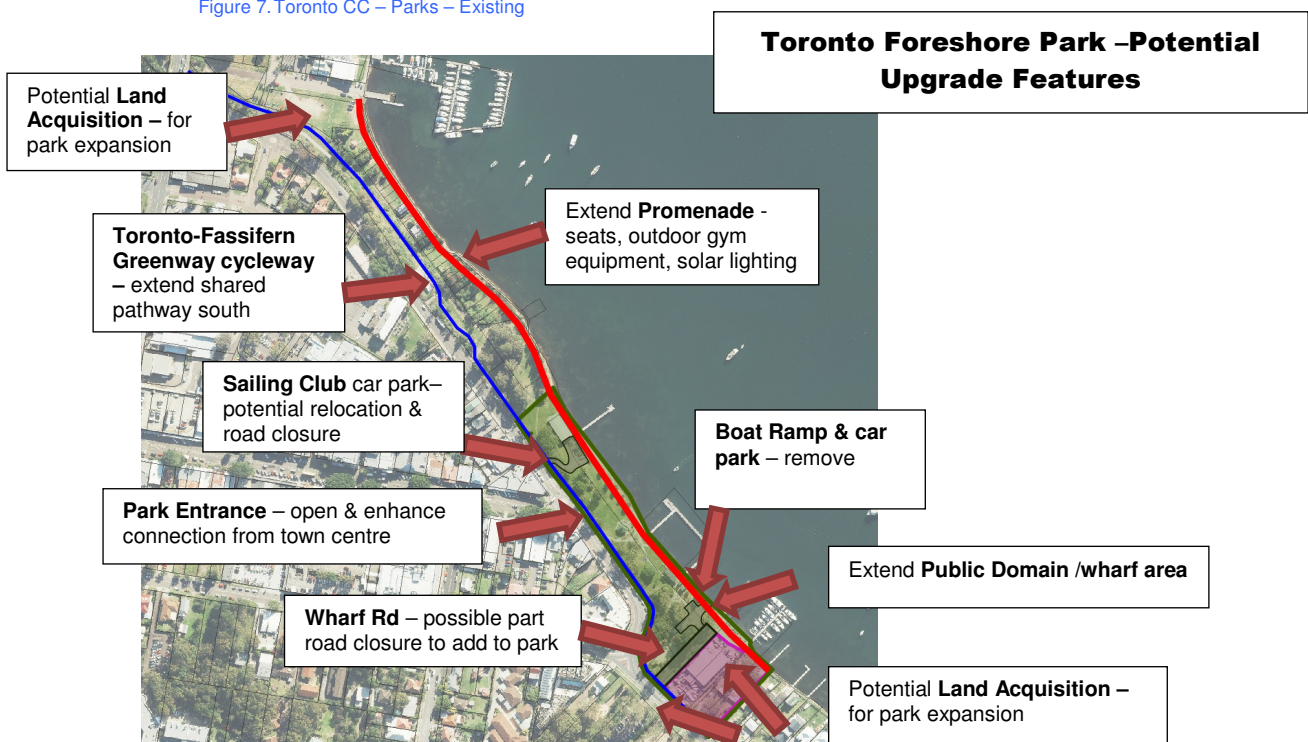 Figure 7. Toronto CC – Parks – Existing
Toronto Foreshore Park –Potential
Upgrade Features
Potential Land
Acquisition – for
park expansion
Extend Promenade -
seats, outdoor gym
equipment, solar lighting
Toronto-Fassifern
Greenway cycleway
– extend shared
pathway south
Sailing Club car park–
potential relocation &
road closure
Boat Ramp & car
park – remove
Park Entrance – open & enhance
connection from town centre
Extend Public Domain /wharf area
Wharf Rd – possible part
road closure to add to park
Potential Land Acquisition –
for park expansion